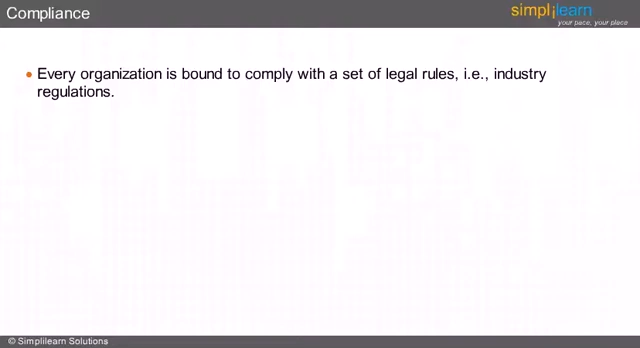 Compliance
simplilearn
your pace, your place
• Every organization is bound to comply with a set of legal rules, i.e., industry
regulations.
© Simplilearn Solutions